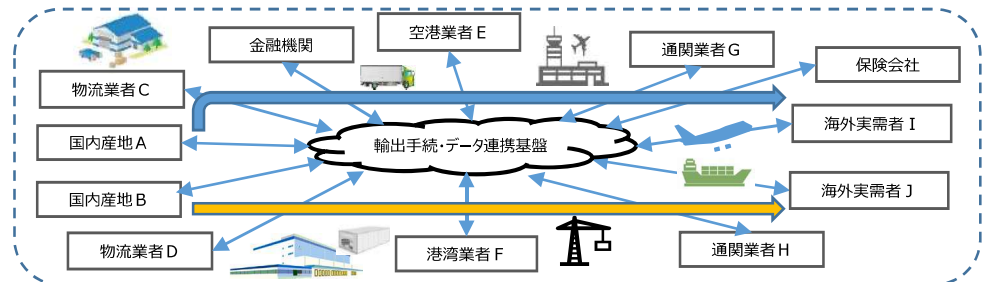 金融機関
空港業者E
通関業者G
保険会社
物流業者C
海外実需者I
国内産地A
輸出手続・データ連携基盤
国内産地B
海外実需者J
物流業者D
港湾業者F
通関業者H